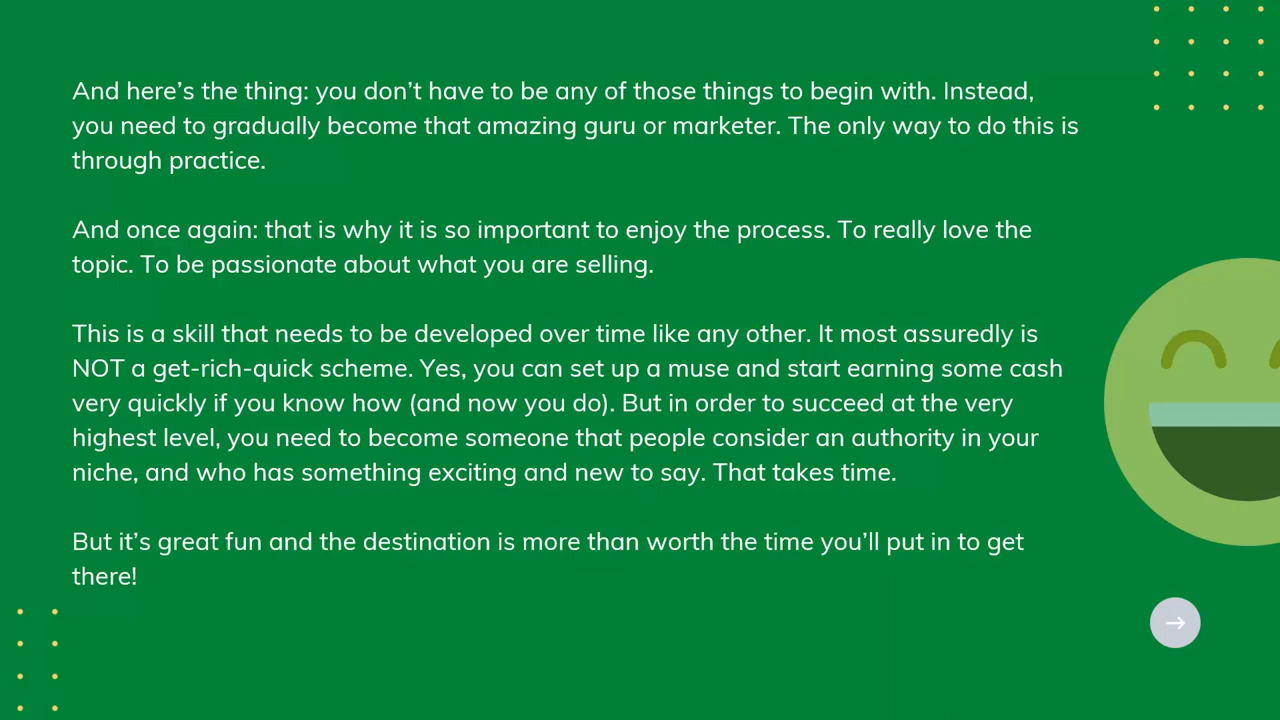 And here’s the thing: you don’t have to be any of those things to begin with. Instead,
you need to gradually become that amazing guru or marketer. The only way to do this is
through practice.
And once again: that is why it is so important to enjoy the process. To really love the
topic. To be passionate about what you are selling.
This is a skill that needs to be developed over time like any other. It most assuredly is
NOT a get-rich-quick scheme. Yes, you can set up a muse and start earning some cash
very quickly if you know how (and now you do). But in order to succeed at the very
highest level, you need to become someone that people consider an authority in your
niche, and who has something exciting and new to say. That takes time.
But it’s great fun and the destination is more than worth the time you’ll put in to get
there!